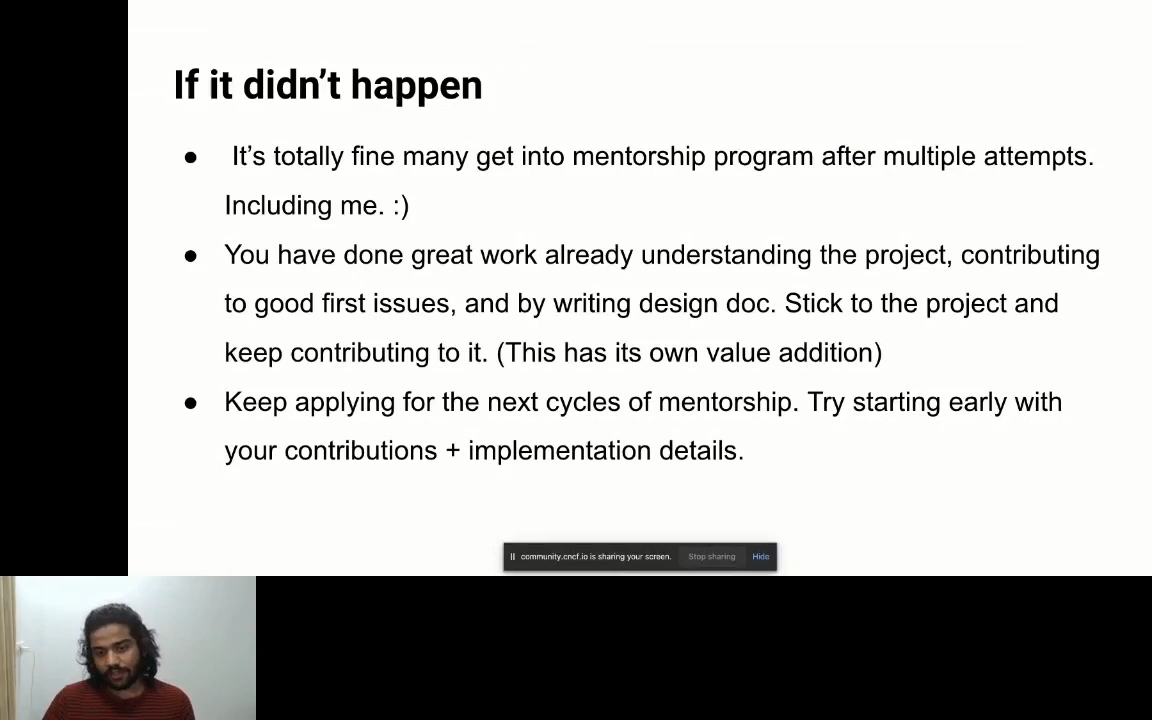 If it didn’t happen
● It’s totally fine many get into mentorship program after multiple attempts.
Including me. :)
● You have done great work already understanding the project, contributing
to good first issues, and by writing design doc. Stick to the project and
keep contributing to it. (This has its own value addition)
● Keep applying for the next cycles of mentorship. Try starting early with
your contributions + implementation details.
community.cncf.io is sharing your screen. Stop sharing Hide